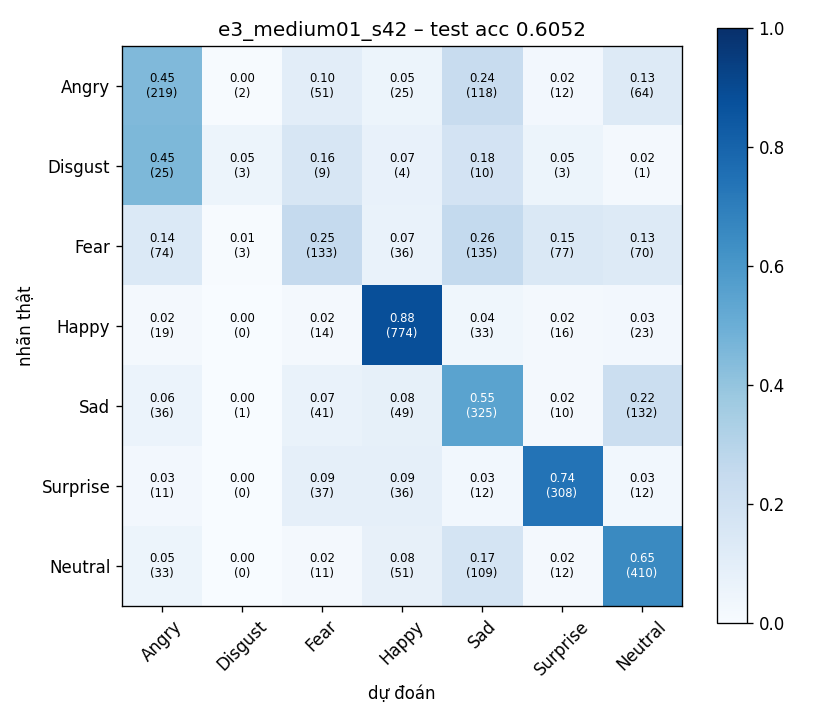 e3_medium01_s42 – test acc 0.6052
Angry 0.45 0.00 0.10 0.05 0.24 0.02 0.13
(219) (2) (51) (25) (118) (12) (64)
Disgust 0.45 0.05 0.16 0.07 0.18 0.05 0.02
(25) (3) (9) (4) (10) (3) (1)
Fear 0.14 0.01 0.25 0.07 0.26 0.15 0.13
(74) (3) (133) (36) (135) (77) (70)
Happy 0.02 0.00 0.02 0.88 0.04 0.02 0.03
(19) (0) (14) (774) (33) (16) (23)
Sad 0.06 0.00 0.07 0.08 0.55 0.02 0.22
(36) (1) (41) (49) (325) (10) (132)
Surprise 0.03 0.00 0.09 0.09 0.03 0.74 0.03
(11) (0) (37) (36) (12) (308) (12)
Neutral 0.05 0.00 0.02 0.08 0.17 0.02 0.65
(33) (0) (11) (51) (109) (12) (410)
nhãn thật
Angry Disgust Fear Happy Sad Surprise Neutral
dự đoán
1.0
0.8
0.6
0.4
0.2
0.0